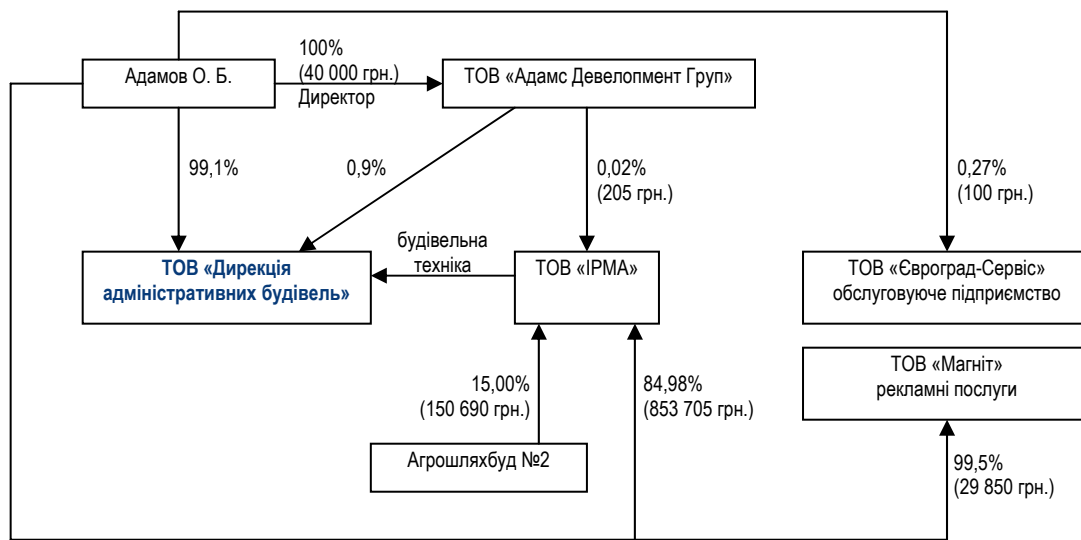 Адамов О. Б.
100%
(40 000 грн.)
Директор
ТОВ «Адамс Девелопмент Груп»
99,1%
0,9%
0,02%
(205 грн.)
0,27%
(100 грн.)
ТОВ «Дирекція
адміністративних будівель»
будівельна
техніка
ТОВ «ІРМА»
ТОВ «Євроград-Сервіс»
обслуговуюче підприємство
ТОВ «Магніт»
рекламні послуги
15,00%
(150 690 грн.)
84,98%
(853 705 грн.)
Агрошляхбуд №2
99,5%
(29 850 грн.)